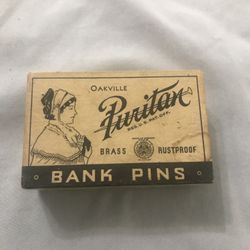 OAKVILLE
Puritan
REG. U.S. PAT. OFF.
BRASS RUSTPROOF
BANK PINS